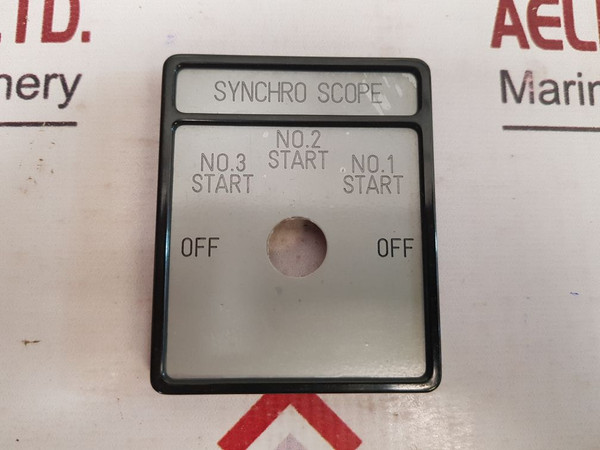 LTD.
nery
AEL
Marin
SYNCHRO SCOPE
NO.2
START
NO.3
START
NO.1
START
OFF
OFF